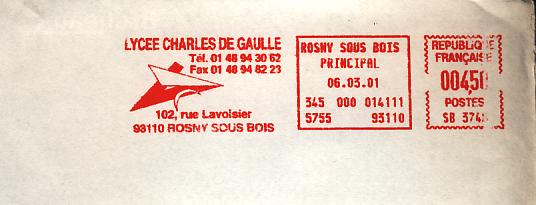 LYCEE CHARLES DE GAULLE
Tél. 01 48 94 30 62
Fax 01 48 94 82 23
102, rue Lavoisier
93110 ROSNY SOUS BOIS
ROSNY SOUS BOIS
PRINCIPAL
06.03.01
345 000 014111
5755 93110
REPUBLIQUE
FRANÇAISE
004,50
POSTES
SB 3742